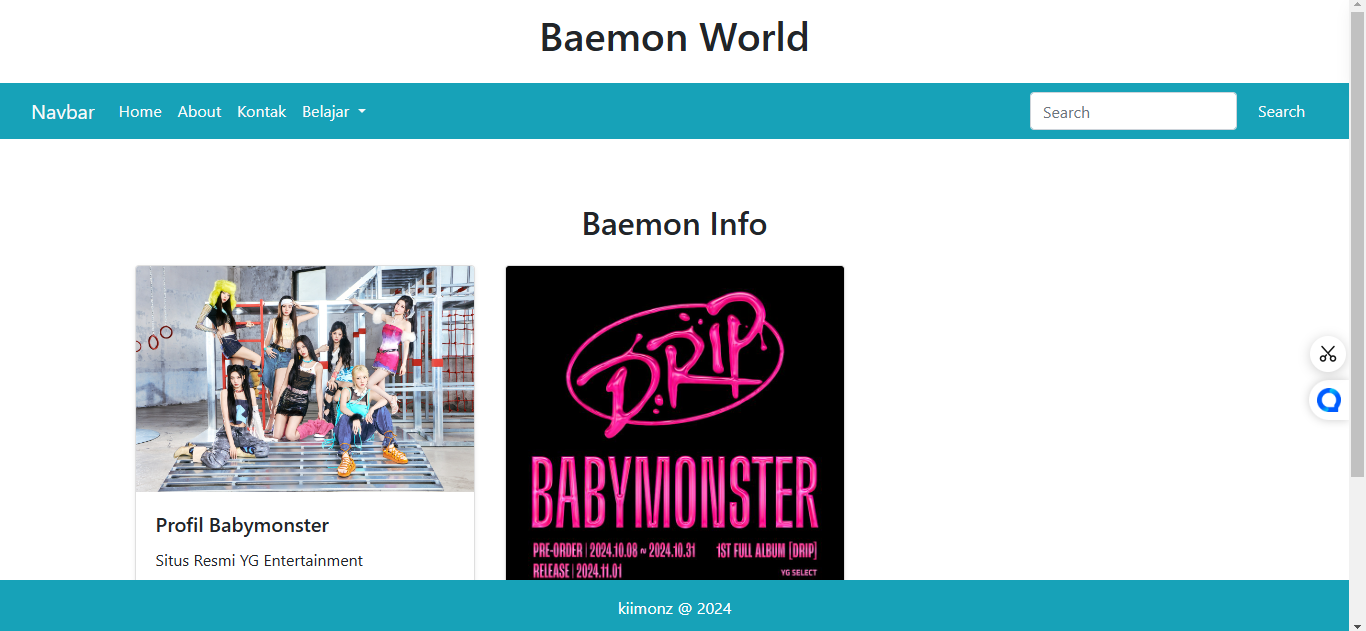 Baemon World
Navbar Home About Kontak Belajar Search Search
Baemon Info
DRIP
BABYMONSTER
PRE-ORDER | 2024.10.08 ~ 2024.10.31 1ST FULL ALBUM [DRIP]
RELEASE | 2024.11.01 YG SELECT
Profil Babymonster
Situs Resmi YG Entertainment
kiimonz @ 2024